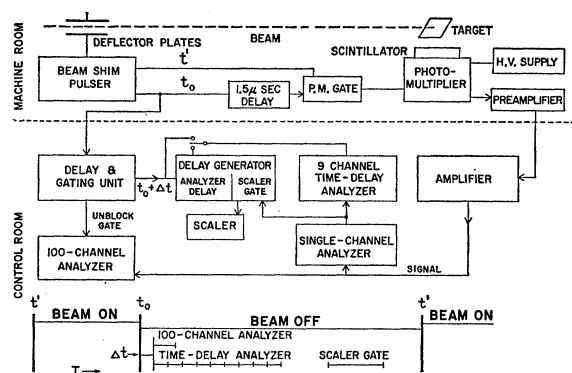 MACHINE ROOM
DEFLECTOR PLATES
BEAM
TARGET
BEAM SHIM
PULSER
t'
t₀
1.5μ SEC
DELAY
P.M. GATE
SCINTILLATOR
PHOTO-
MULTIPLIER
H.V. SUPPLY
PREAMPLIFIER
CONTROL ROOM
DELAY &
GATING UNIT
t₀+Δt
DELAY GENERATOR
ANALYZER
DELAY
SCALER
GATE
9 CHANNEL
TIME-DELAY
ANALYZER
AMPLIFIER
UNBLOCK
GATE
SCALER
100-CHANNEL
ANALYZER
SINGLE-CHANNEL
ANALYZER
SIGNAL
t'
t₀
t'
BEAM ON
BEAM OFF
BEAM ON
100-CHANNEL ANALYZER
Δt
TIME-DELAY ANALYZER
SCALER GATE
T